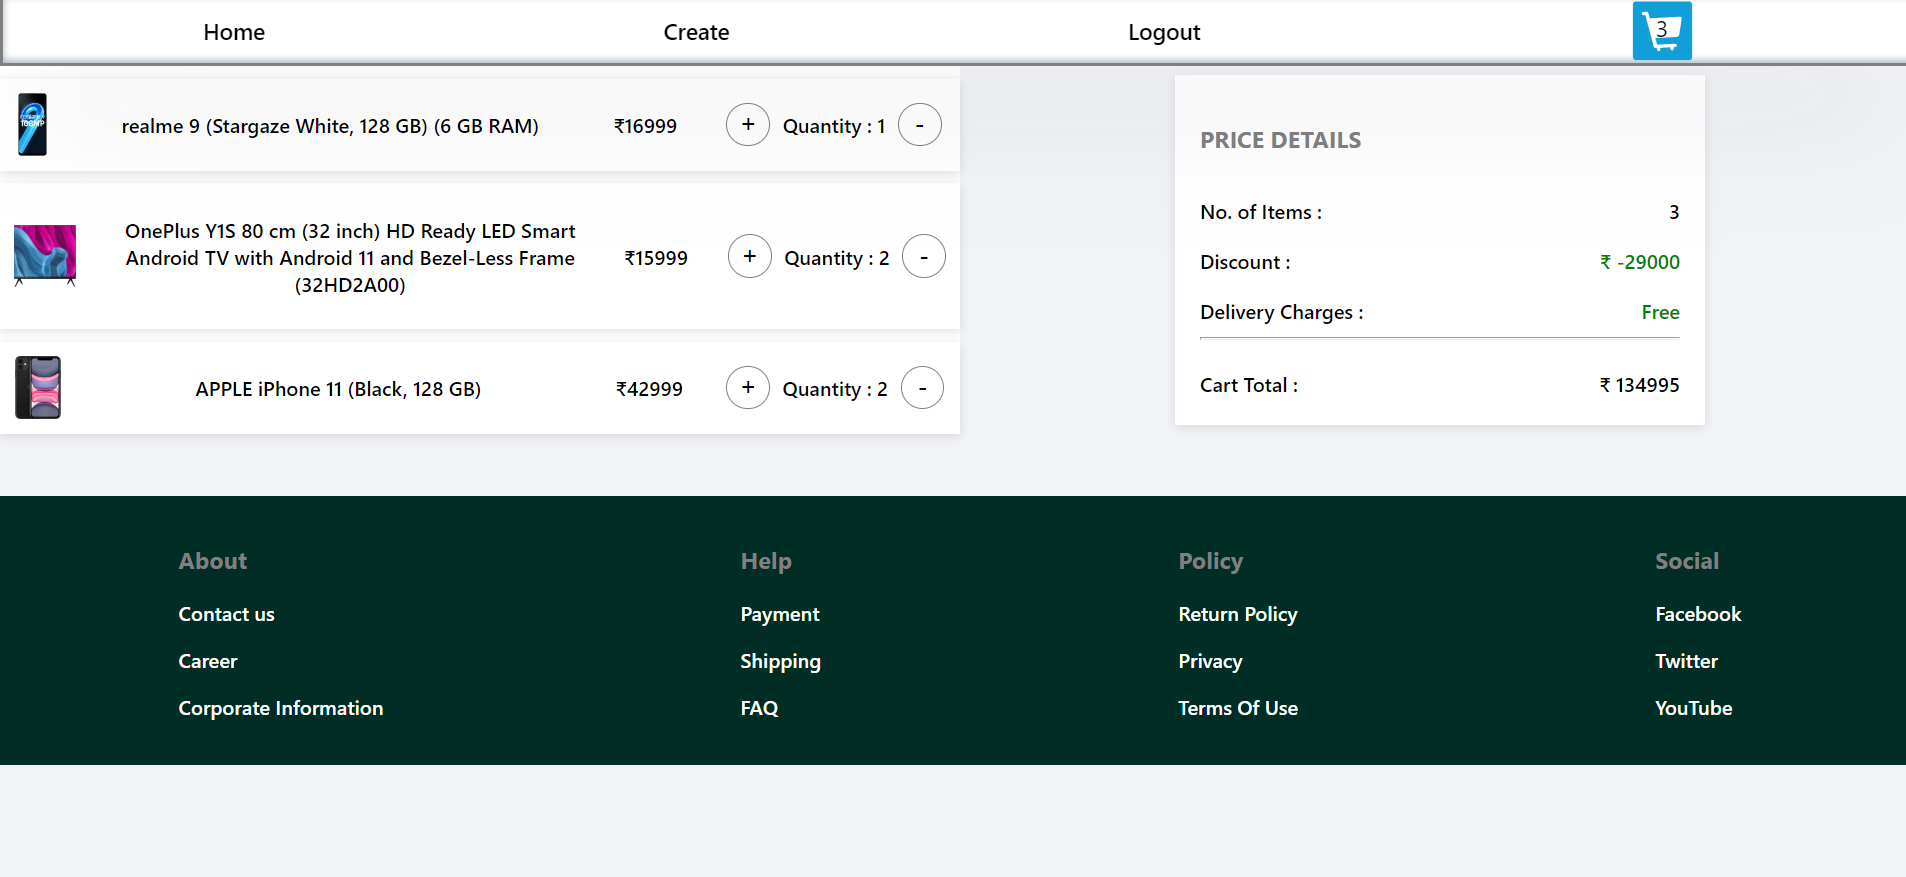 Home
Create
Logout
3
realme 9 (Stargaze White, 128 GB) (6 GB RAM)
₹16999
+
Quantity : 1
-
OnePlus Y1S 80 cm (32 inch) HD Ready LED Smart
Android TV with Android 11 and Bezel-Less Frame
(32HD2A00)
₹15999
+
Quantity : 2
-
APPLE iPhone 11 (Black, 128 GB)
₹42999
+
Quantity : 2
-
PRICE DETAILS
No. of Items :
3
Discount :
₹ -29000
Delivery Charges :
Free
Cart Total :
₹ 134995
About
Contact us
Career
Corporate Information
Help
Payment
Shipping
FAQ
Policy
Return Policy
Privacy
Terms Of Use
Social
Facebook
Twitter
YouTube